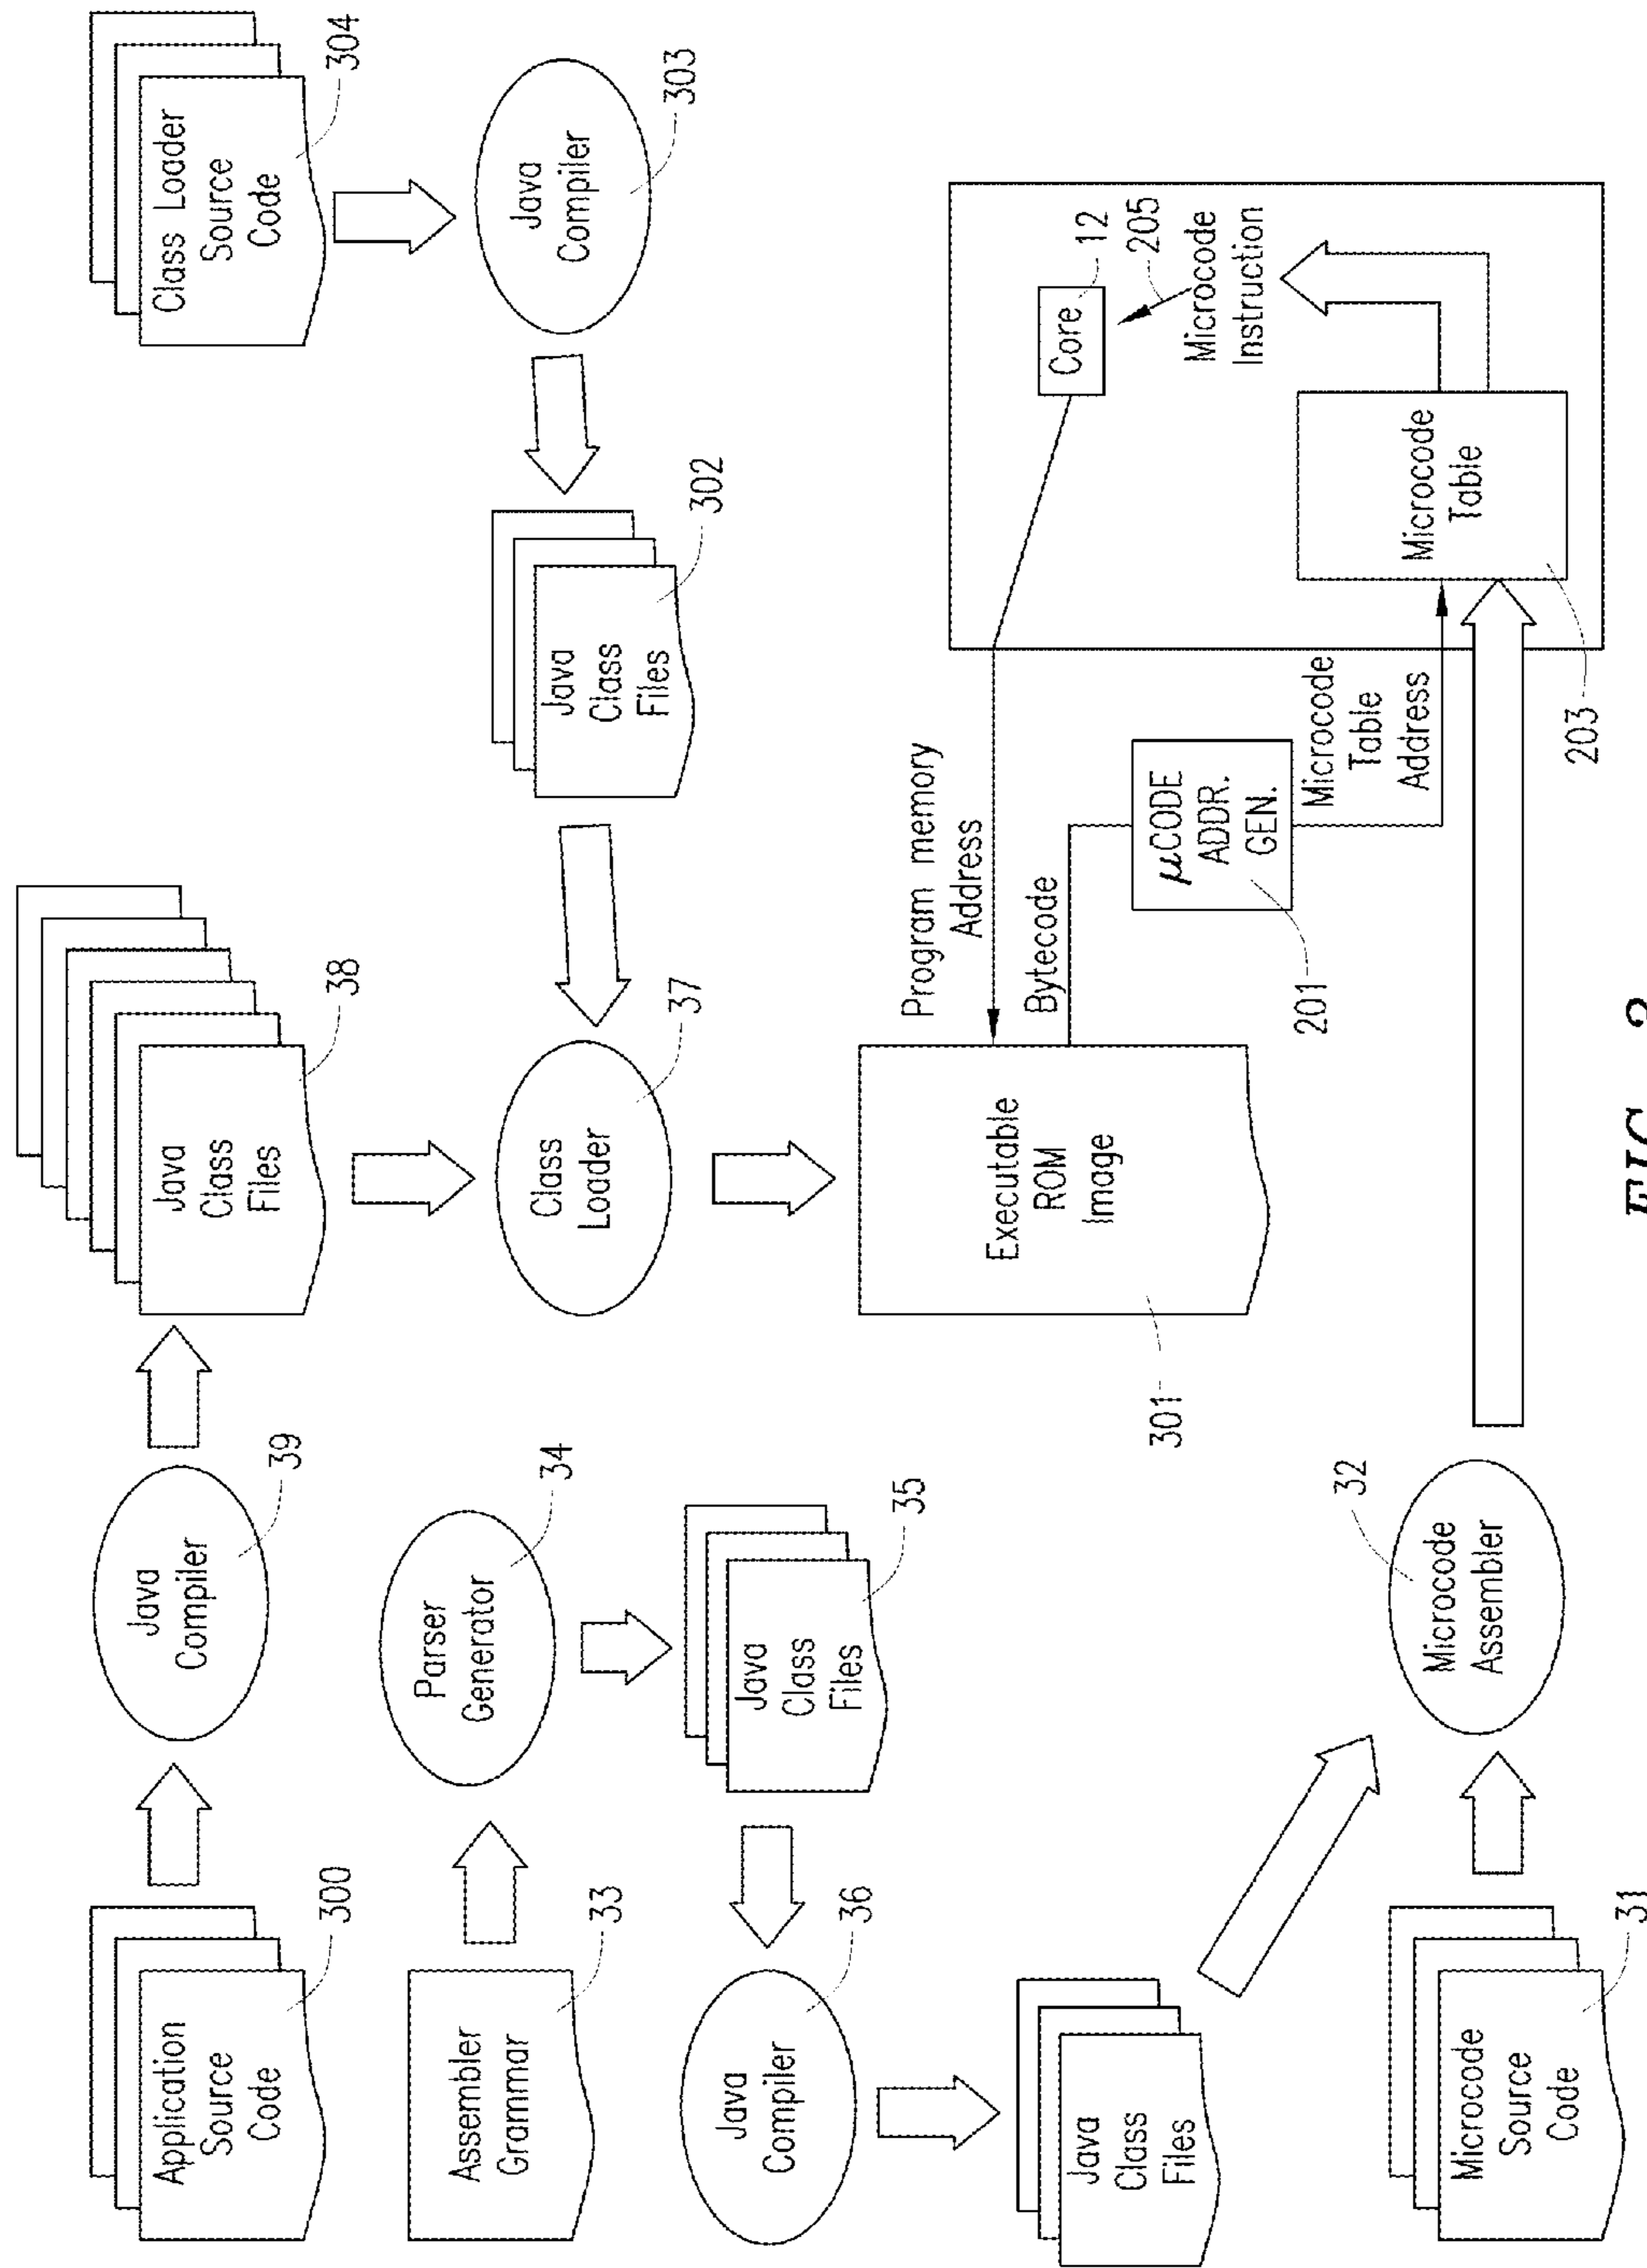 Application
Source
Code
300
Java
Compiler
39
Java
Class
Files
38
Class Loader
Source
Code
304
Assembler
Grammar
33
Parser
Generator
34
Class
Loader
37
Java
Class
Files
302
Java
Compiler
303
Java
Compiler
36
Java
Class
Files
35
Executable
ROM
Image
301
Program memory
Address
Bytecode
μCODE
ADDR.
GEN.
201
Microcode
Table
Address
Core
12
205
Microcode
Instruction
Microcode
Table
203
Java
Class
Files
Microcode
Source
Code
31
Microcode
Assembler
32
FIG.